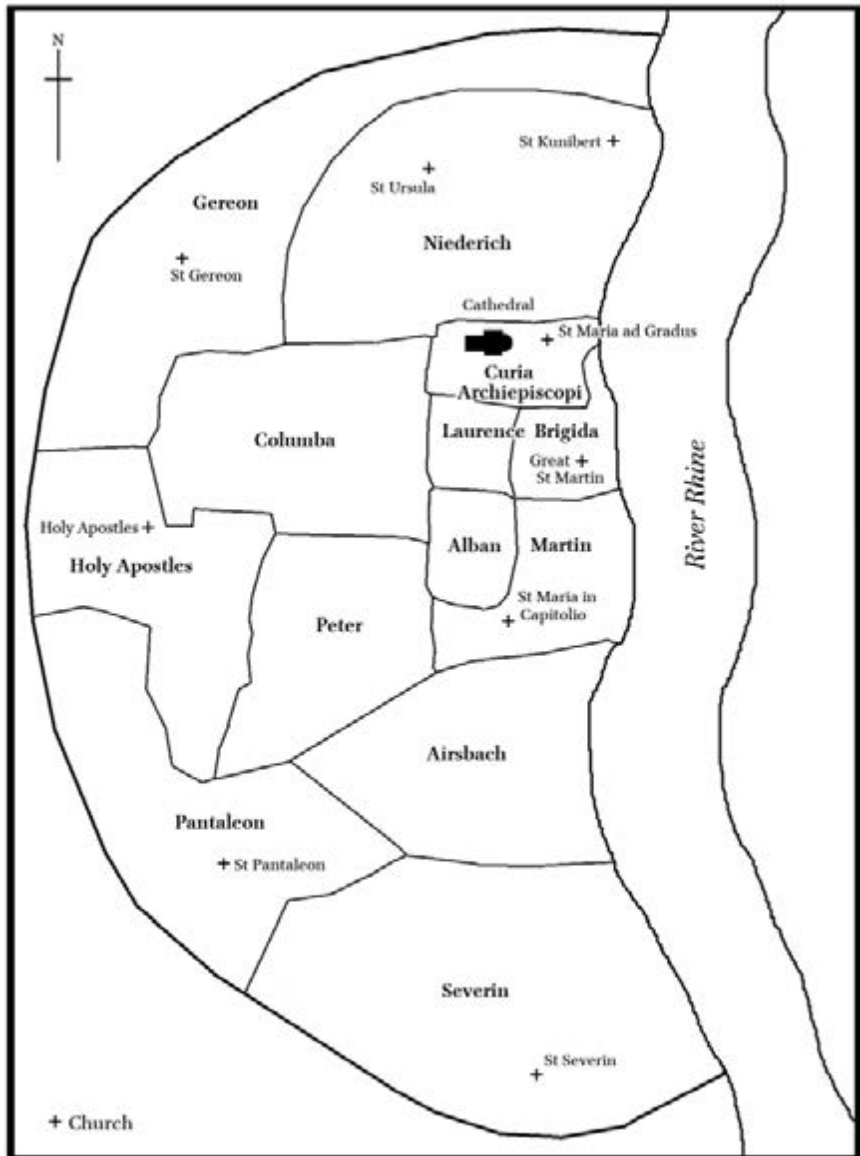 N
St Kunibert
St Ursula
Gereon
Niederich
St Gereon
Cathedral
St Maria ad Gradus
Curia
Archiepiscopi
Laurence
Brigida
Columba
Great
St Martin
River Rhine
Holy Apostles
Holy Apostles
Alban
Martin
St Maria in
Capitolio
Peter
Airsbach
Pantaleon
St Pantaleon
Severin
St Severin
Church